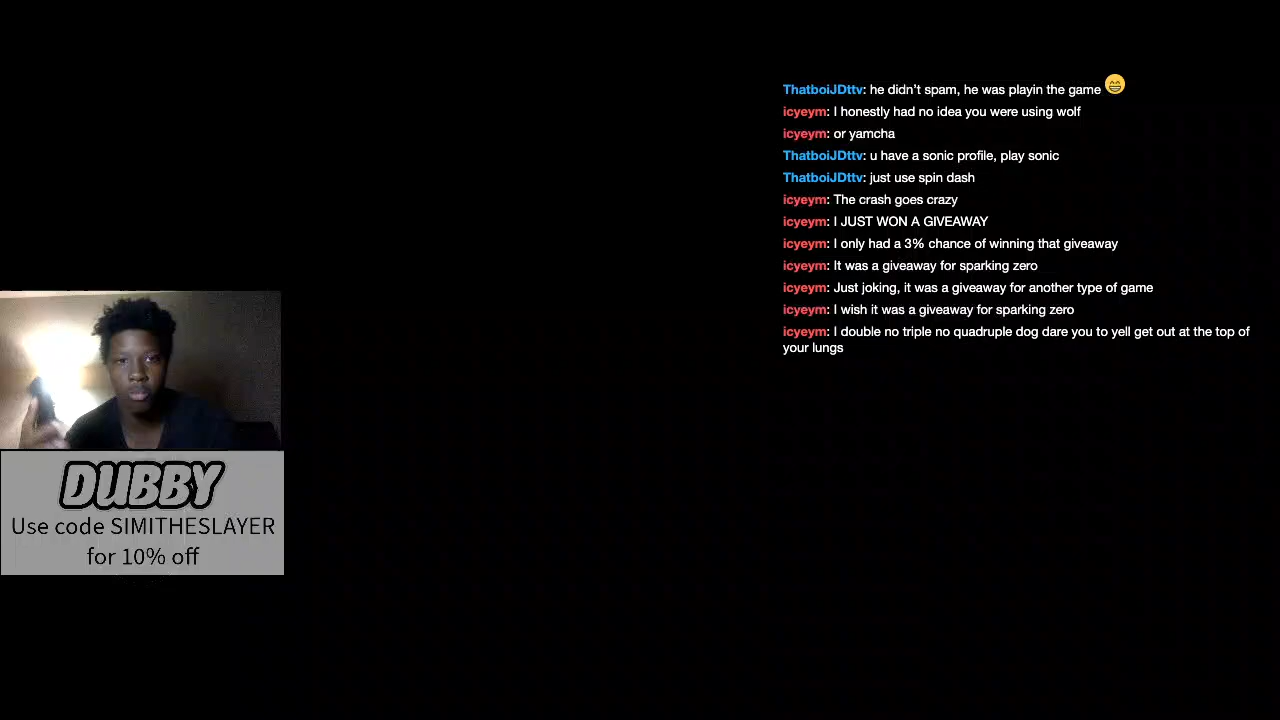 ThatboiJDttv: he didn't spam, he was playin the game 😁
icyeym: I honestly had no idea you were using wolf
icyeym: or yamcha
ThatboiJDttv: u have a sonic profile, play sonic
ThatboiJDttv: just use spin dash
icyeym: The crash goes crazy
icyeym: I JUST WON A GIVEAWAY
icyeym: I only had a 3% chance of winning that giveaway
icyeym: It was a giveaway for sparking zero
icyeym: Just joking, it was a giveaway for another type of game
icyeym: I wish it was a giveaway for sparking zero
icyeym: I double no triple no quadruple dog dare you to yell get out at the top of
your lungs
DUBBY
Use code SIMITHESLAYER
for 10% off